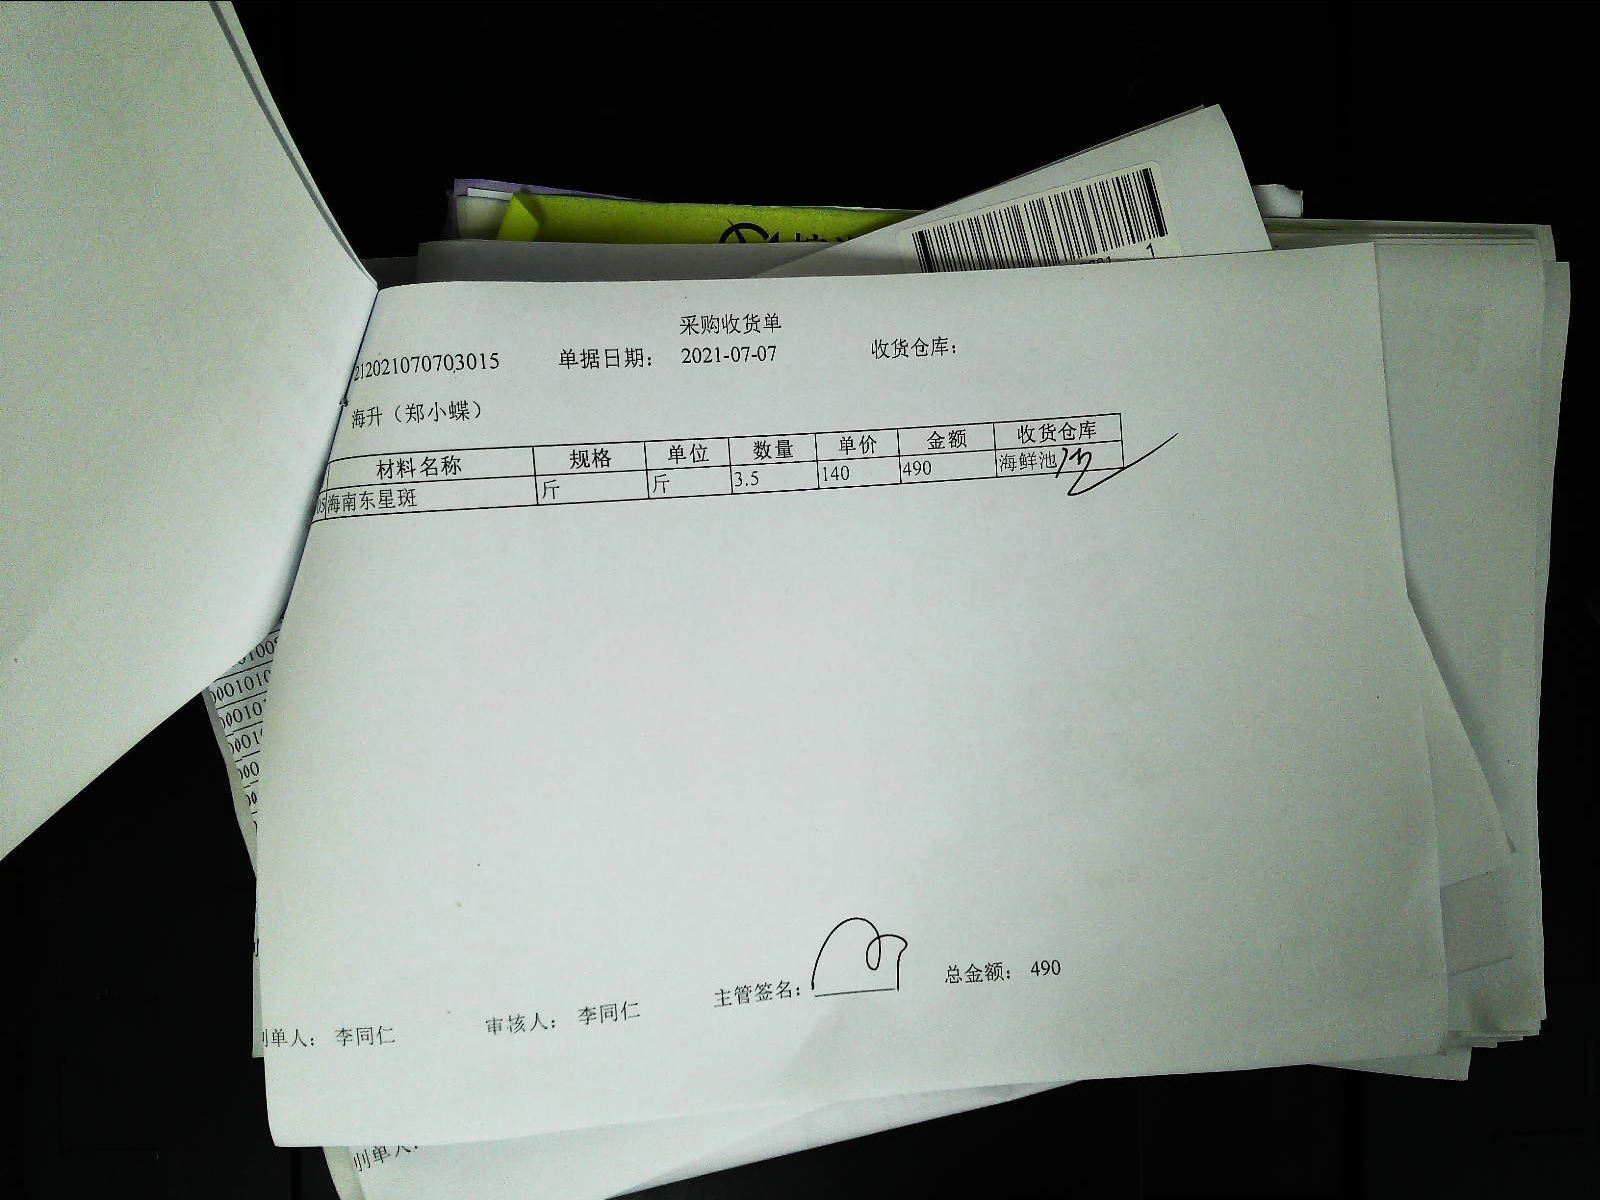 采购收货单
212021070703015 单据日期： 2021-07-07 收货仓库：
海升（郑小蝶）
材料名称 规格 单位 数量 单价 金额 收货仓库
海南东星斑 斤 斤 3.5 140 490 海鲜池
主管签名： 总金额： 490
制单人： 李同仁 审核人： 李同仁
制单人：